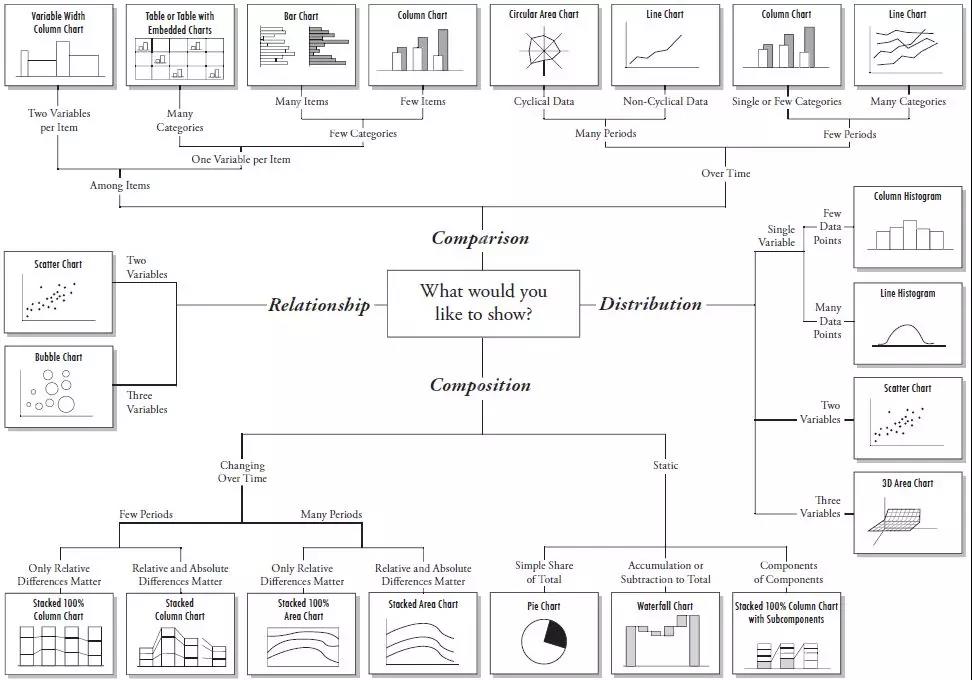 Variable Width
Column Chart
Table or Table with
Embedded Charts
Bar Chart
Column Chart
Circular Area Chart
Line Chart
Column Chart
Line Chart
Two Variables
per Item
Many
Categories
Many Items
Few Items
Cyclical Data
Non-Cyclical Data
Single or Few Categories
Many Categories
Few Categories
Many Periods
Few Periods
One Variable per Item
Among Items
Over Time
Comparison
What would you
like to show?
Relationship
Two
Variables
Scatter Chart
Three
Variables
Bubble Chart
Distribution
Single
Variable
Few
Data
Points
Column Histogram
Many
Data
Points
Line Histogram
Two
Variables
Scatter Chart
Three
Variables
3D Area Chart
Composition
Changing
Over Time
Static
Few Periods
Many Periods
Only Relative
Differences Matter
Relative and Absolute
Differences Matter
Only Relative
Differences Matter
Relative and Absolute
Differences Matter
Simple Share
of Total
Accumulation or
Subtraction to Total
Components
of Components
Stacked 100%
Column Chart
Stacked
Column Chart
Stacked 100%
Area Chart
Stacked Area Chart
Pie Chart
Waterfall Chart
Stacked 100% Column Chart
with Subcomponents